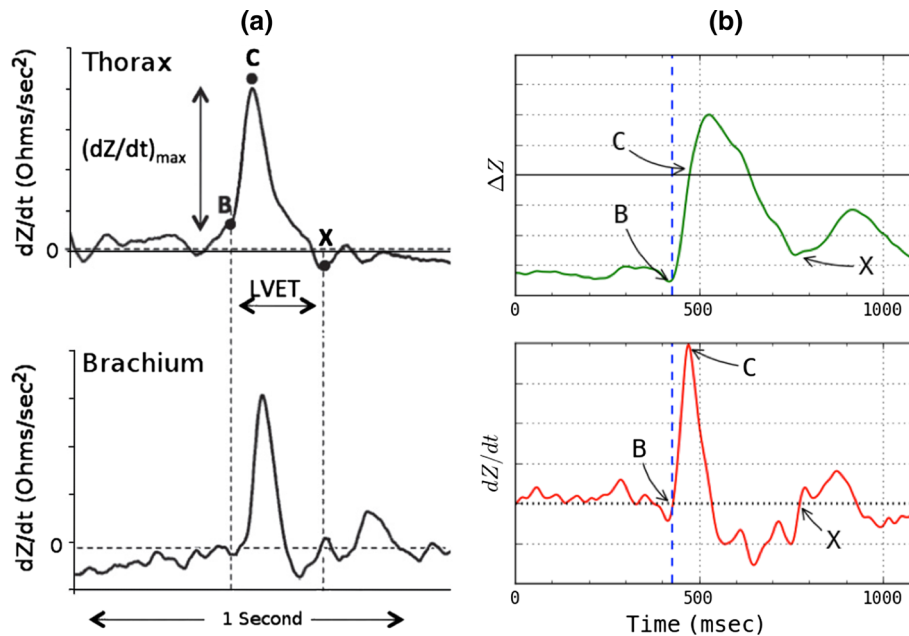 (a)
Thorax
C
(dZ/dt)max
B
X
0
dZ/dt (Ohms/sec²)
LVET
Brachium
0
dZ/dt (Ohms/sec²)
1 Second
(b)
ΔZ
C
B
X
0 500 1000
dZ/dt
C
B
X
0 500 1000
Time (msec)